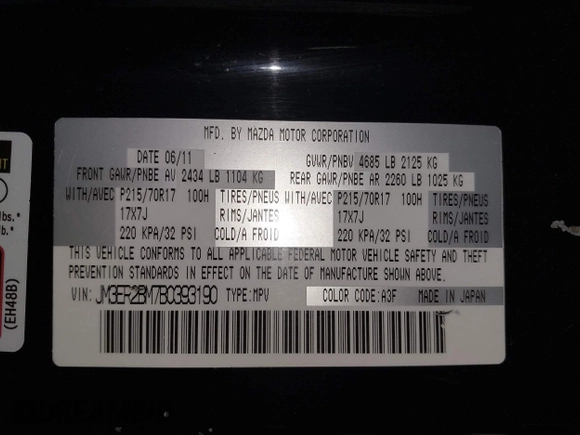 MFD. BY MAZDA MOTOR CORPORATION
DATE 06/11
GVWR/PNBV 4685 LB 2125 KG
FRONT GAWR/PNBE AV 2434 LB 1104 KG
REAR GAWR/PNBE AR 2260 LB 1025 KG
WITH/AVEC P215/70R17 100H TIRES/PNEUS WITH/AVEC P215/70R17 100H TIRES/PNEUS
17X7J RIMS/JANTES 17X7J RIMS/JANTES
220 KPA/32 PSI COLD/A FROID 220 KPA/32 PSI COLD/A FROID
THIS VEHICLE CONFORMS TO ALL APPLICABLE FEDERAL MOTOR VEHICLE SAFETY AND THEFT
PREVENTION STANDARDS IN EFFECT ON THE DATE OF MANUFACTURE SHOWN ABOVE.
VIN: JM3ER2BM7B0393190 TYPE:MPV COLOR CODE:A3F MADE IN JAPAN
lbs.*
lb.*
(EH48B)